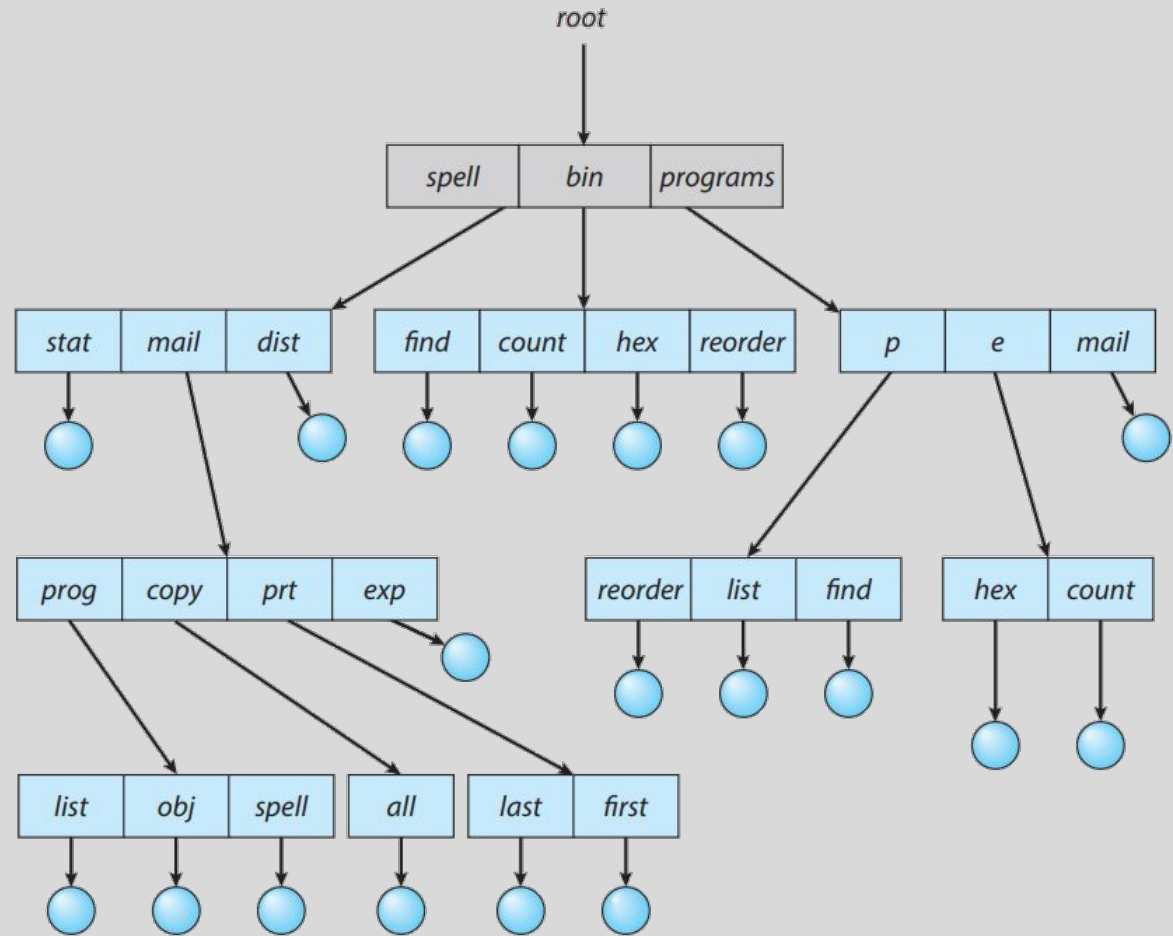 root
spell bin programs
stat mail dist find count hex reorder p e mail
prog copy prt exp reorder list find hex count
list obj spell all last first